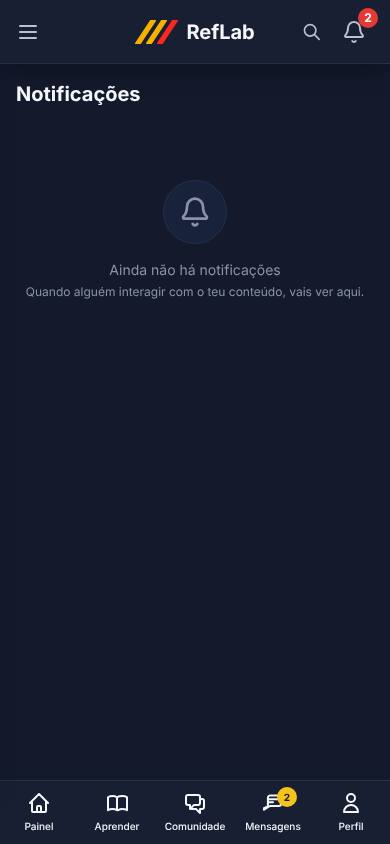 RefLab
2
Notificações
Ainda não há notificações
Quando alguém interagir com o teu conteúdo, vais ver aqui.
2
Painel
Aprender
Comunidade
Mensagens
Perfil